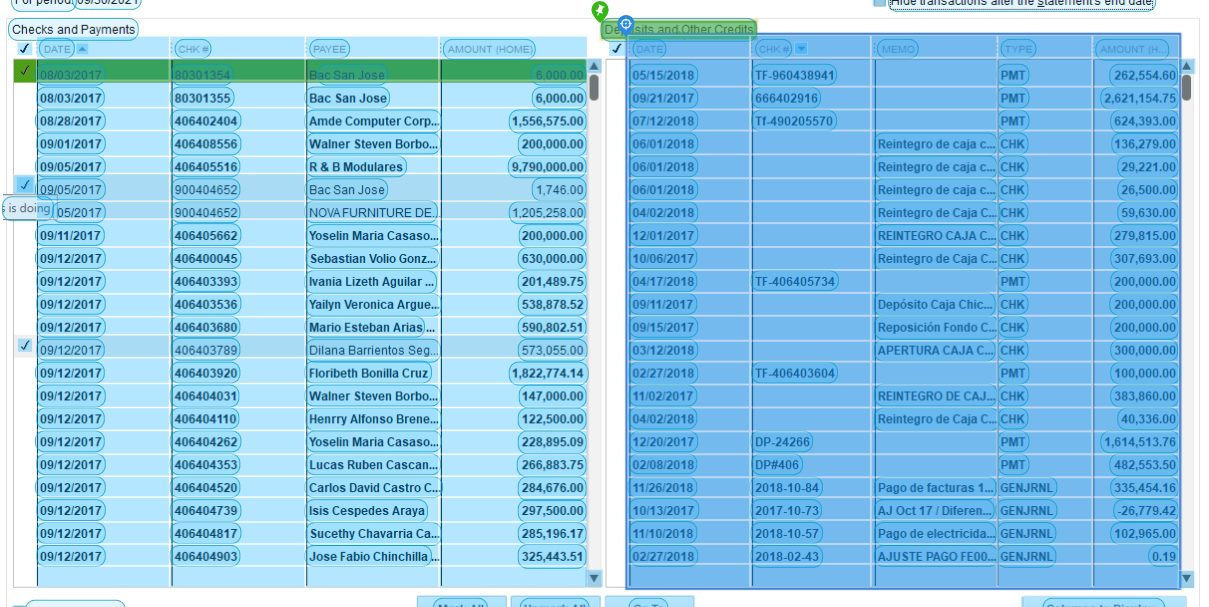 For period: 09/30/2021
Hide transactions after the statement's end date
Checks and Payments
DATE CHK # PAYEE AMOUNT (HOME)
08/03/2017 80301354 Bac San Jose 6,000.00
08/03/2017 80301355 Bac San Jose 6,000.00
08/28/2017 406402404 Amde Computer Corp... 1,556,575.00
09/01/2017 406408556 Walner Steven Borbo... 200,000.00
09/05/2017 406405516 R & B Modulares 9,790,000.00
09/05/2017 900404652 Bac San Jose 1,746.00
s is doing 05/2017 900404652 NOVAFURNITURE DE... 1,205,258.00
09/11/2017 406405662 Yoselin Maria Casaso... 200,000.00
09/12/2017 406400045 Sebastian Volio Gonz... 630,000.00
09/12/2017 406403393 Ivania Lizeth Aguilar ... 201,489.75
09/12/2017 406403536 Yailyn Veronica Argue... 538,878.52
09/12/2017 406403680 Mario Esteban Arias ... 590,802.51
09/12/2017 406403789 Dilana Barrientos Seg... 573,055.00
09/12/2017 406403920 Floribeth Bonilla Cruz 1,822,774.14
09/12/2017 406404031 Walner Steven Borbo... 147,000.00
09/12/2017 406404110 Henrry Alfonso Brene... 122,500.00
09/12/2017 406404262 Yoselin Maria Casaso... 228,895.09
09/12/2017 406404353 Lucas Ruben Cascan... 266,883.75
09/12/2017 406404520 Carlos David Castro C... 284,676.00
09/12/2017 406404739 Isis Cespedes Araya 297,500.00
09/12/2017 406404817 Sucethy Chavarria Ca... 285,196.17
09/12/2017 406404903 Jose Fabio Chinchilla ... 325,443.51
Deposits and Other Credits
DATE CHK # MEMO TYPE AMOUNT (H...
05/15/2018 TF-960438941 PMT 262,554.60
09/21/2017 666402916 PMT 2,621,154.75
07/12/2018 Tf-490205570 PMT 624,393.00
06/01/2018 Reintegro de caja c... CHK 136,279.00
06/01/2018 Reintegro de caja c... CHK 29,221.00
06/01/2018 Reintegro de caja c... CHK 26,500.00
04/02/2018 Reintegro de Caja C... CHK 59,630.00
12/01/2017 REINTEGRO CAJA C... CHK 279,815.00
10/06/2017 Reintegro de Caja C... CHK 307,693.00
04/17/2018 TF-406405734 PMT 200,000.00
09/11/2017 Depósito Caja Chic... CHK 200,000.00
09/15/2017 Reposición Fondo C... CHK 200,000.00
03/12/2018 APERTURA CAJA C... CHK 300,000.00
02/27/2018 TF-406403604 PMT 100,000.00
11/02/2017 REINTEGRO DE CAJ... CHK 383,860.00
04/02/2018 Reintegro de Caja C... CHK 40,336.00
12/20/2017 DP-24266 PMT 1,614,513.76
02/08/2018 DP#406 PMT 482,553.50
11/26/2018 2018-10-84 Pago de facturas 1... GENJRNL 335,454.16
10/13/2017 2017-10-73 AJ Oct 17 / Diferen... GENJRNL -26,779.42
11/10/2018 2018-10-57 Pago de electricida... GENJRNL 102,965.00
02/27/2018 2018-02-43 AJUSTE PAGO FE00... GENJRNL 0.19
Mark All Unmark All Go To Columns to Display...